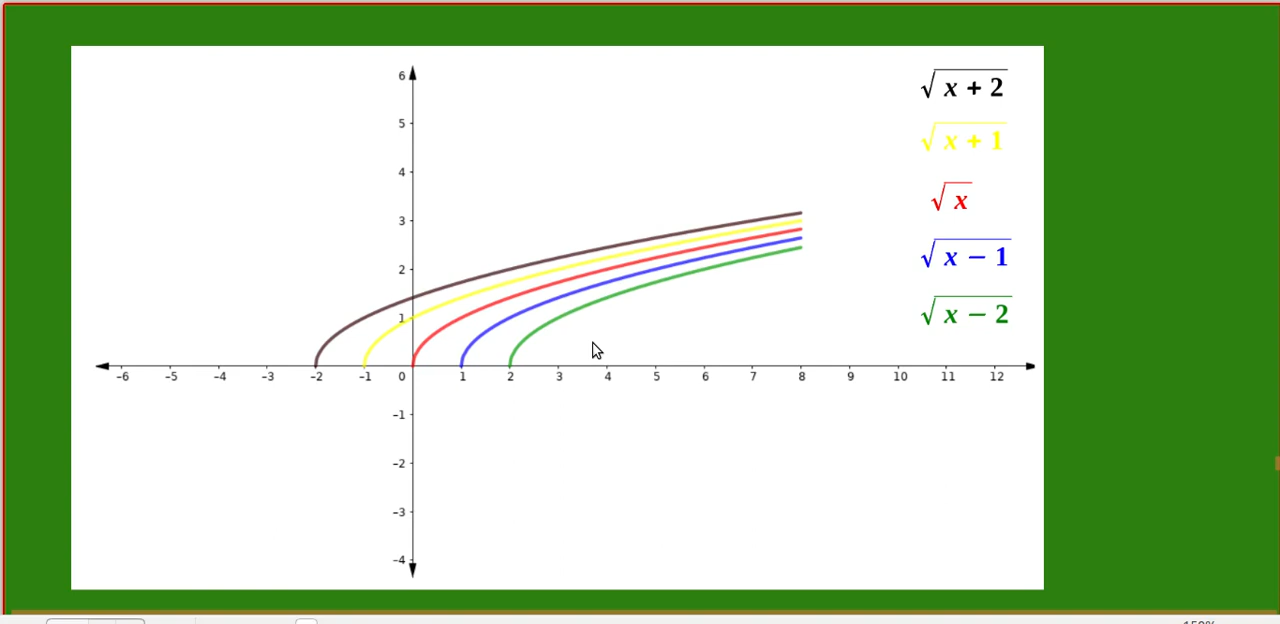 6
5
4
3
2
1
-6 -5 -4 -3 -2 -1 0 1 2 3 4 5 6 7 8 9 10 11 12
-1
-2
-3
-4
√x + 2
√x + 1
√x
√x − 1
√x − 2